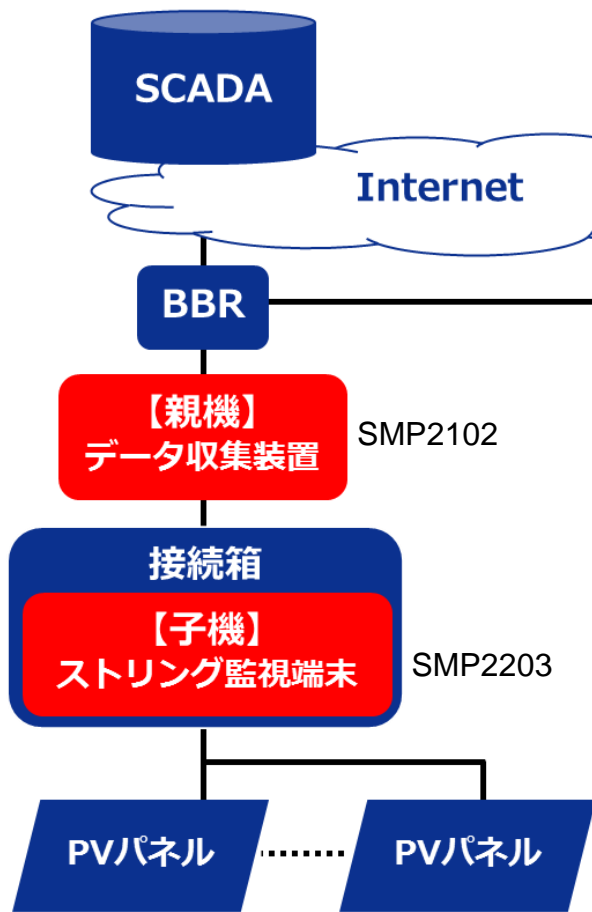 SCADA
Internet
BBR
【親機】
データ収集装置
SMP2102
接続箱
【子機】
ストリング監視端末
SMP2203
PVパネル
PVパネル